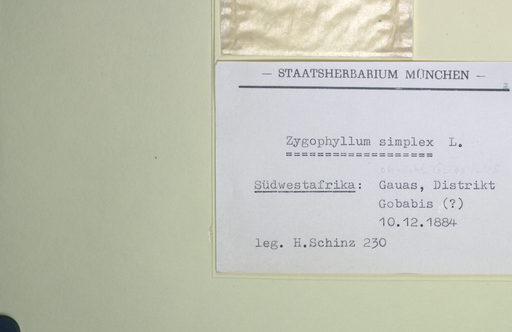 — STAATSHERBARIUM MÜNCHEN —
Zygophyllum simplex L.
Südwestafrika: Gauas, Distrikt
Gobabis (?)
10.12.1884
leg. H.Schinz 230